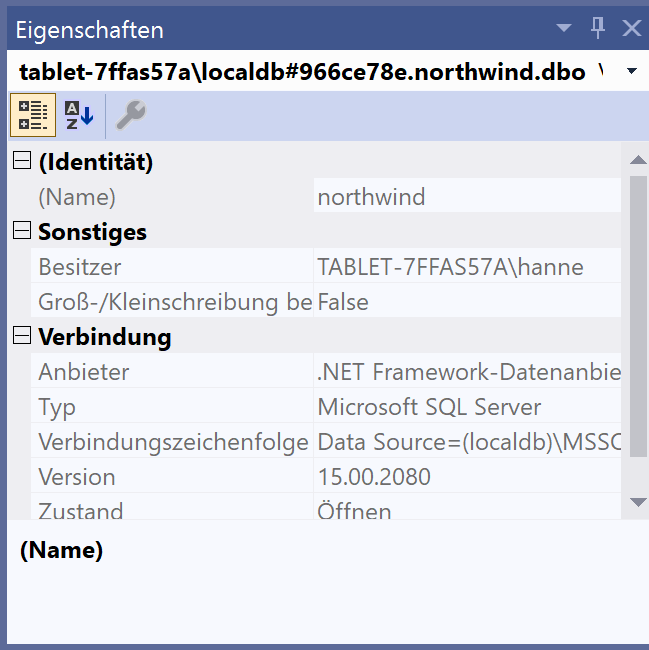 Eigenschaften
tablet-7ffas57a\localdb#966ce78e.northwind.dbo
A
Z
(Identität)
(Name) northwind
Sonstiges
Besitzer TABLET-7FFAS57A\hanne
Groß-/Kleinschreibung be False
Verbindung
Anbieter .NET Framework-Datenanbie
Typ Microsoft SQL Server
Verbindungszeichenfolge Data Source=(localdb)\MSSC
Version 15.00.2080
Zustand Öffnen
(Name)